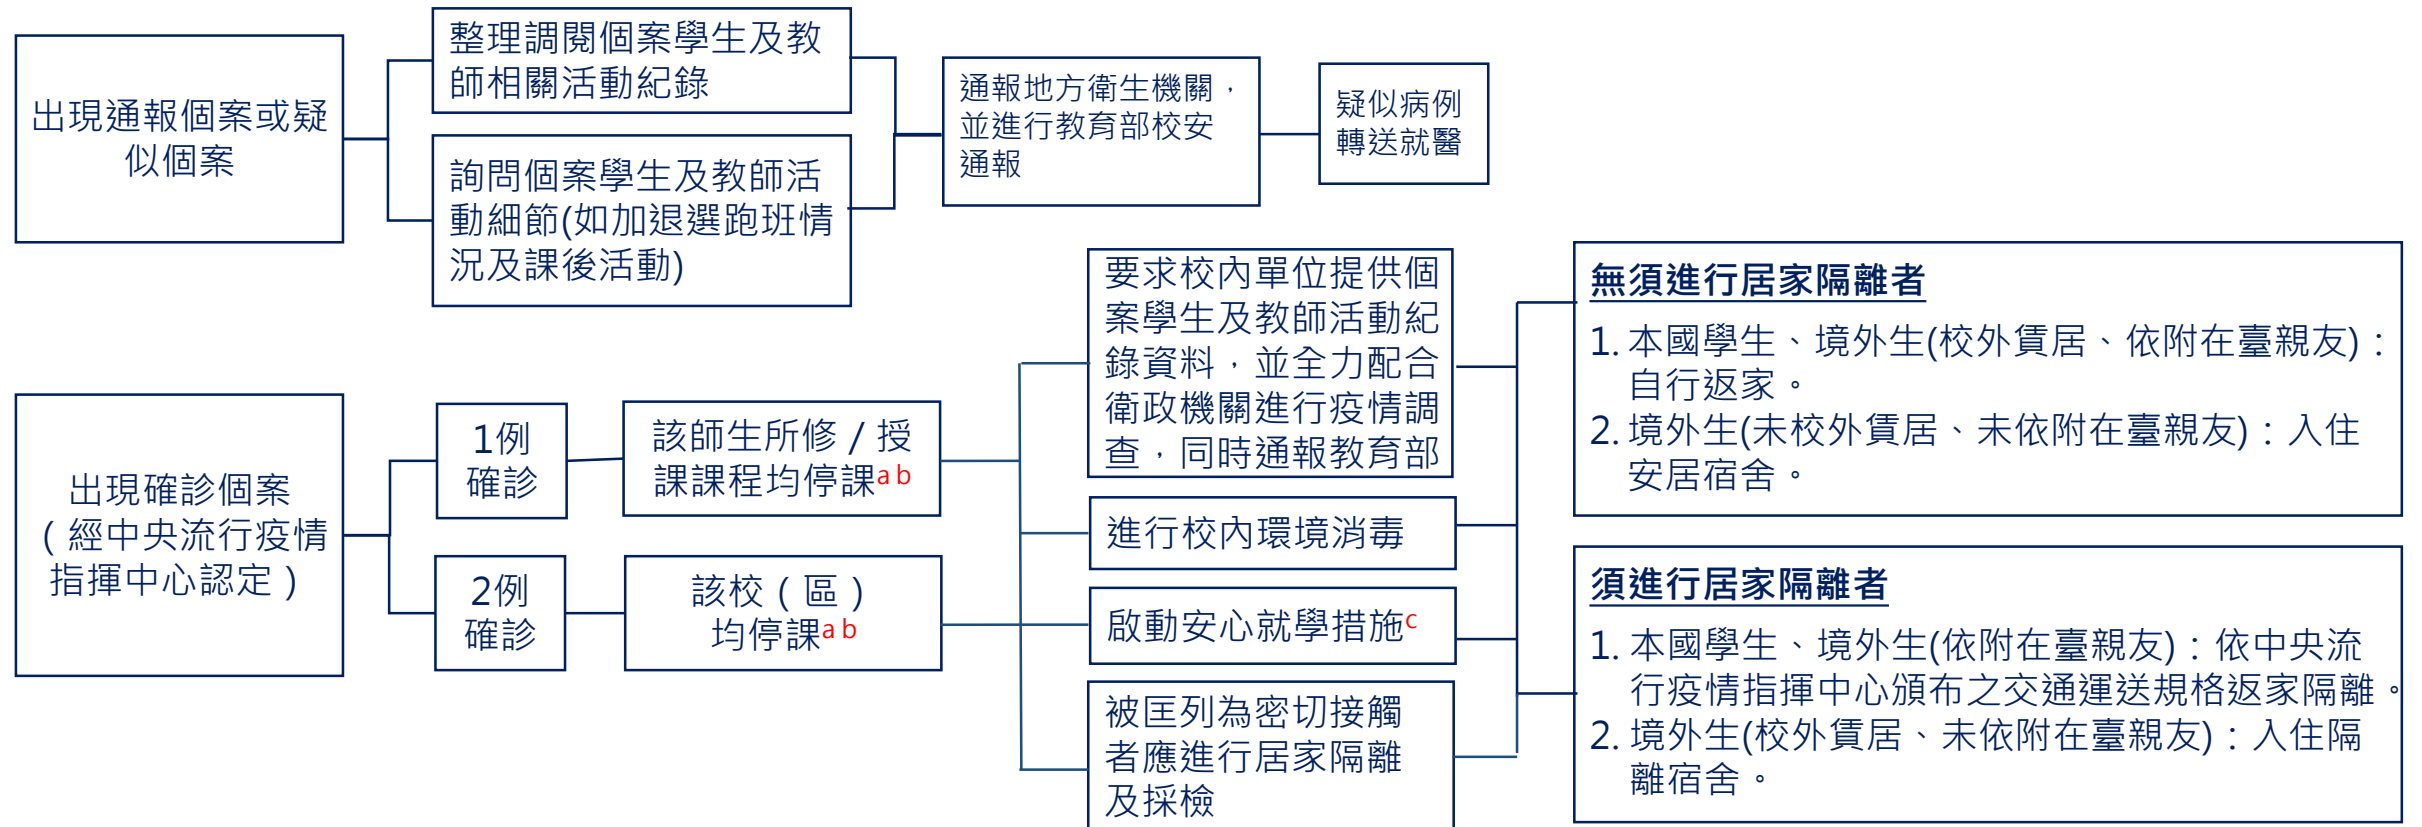 出現通報個案或疑
似個案
整理調閱個案學生及教
師相關活動紀錄
詢問個案學生及教師活
動細節(如加退選跑班情
況及課後活動)
通報地方衛生機關，
並進行教育部校安
通報
疑似病例
轉送就醫
出現確診個案
（經中央流行疫情
指揮中心認定）
1例
確診
該師生所修／授
課課程均停課a b
2例
確診
該校（區）
均停課a b
要求校內單位提供個
案學生及教師活動紀
錄資料，並全力配合
衛政機關進行疫情調
查，同時通報教育部
進行校內環境消毒
啟動安心就學措施c
被匡列為密切接觸
者應進行居家隔離
及採檢
無須進行居家隔離者
1. 本國學生、境外生(校外賃居、依附在臺親友)：
自行返家。
2. 境外生(未校外賃居、未依附在臺親友)：入住
安居宿舍。
須進行居家隔離者
1. 本國學生、境外生(依附在臺親友)：依中央流
行疫情指揮中心頒布之交通運送規格返家隔離。
2. 境外生(校外賃居、未依附在臺親友)：入住隔
離宿舍。